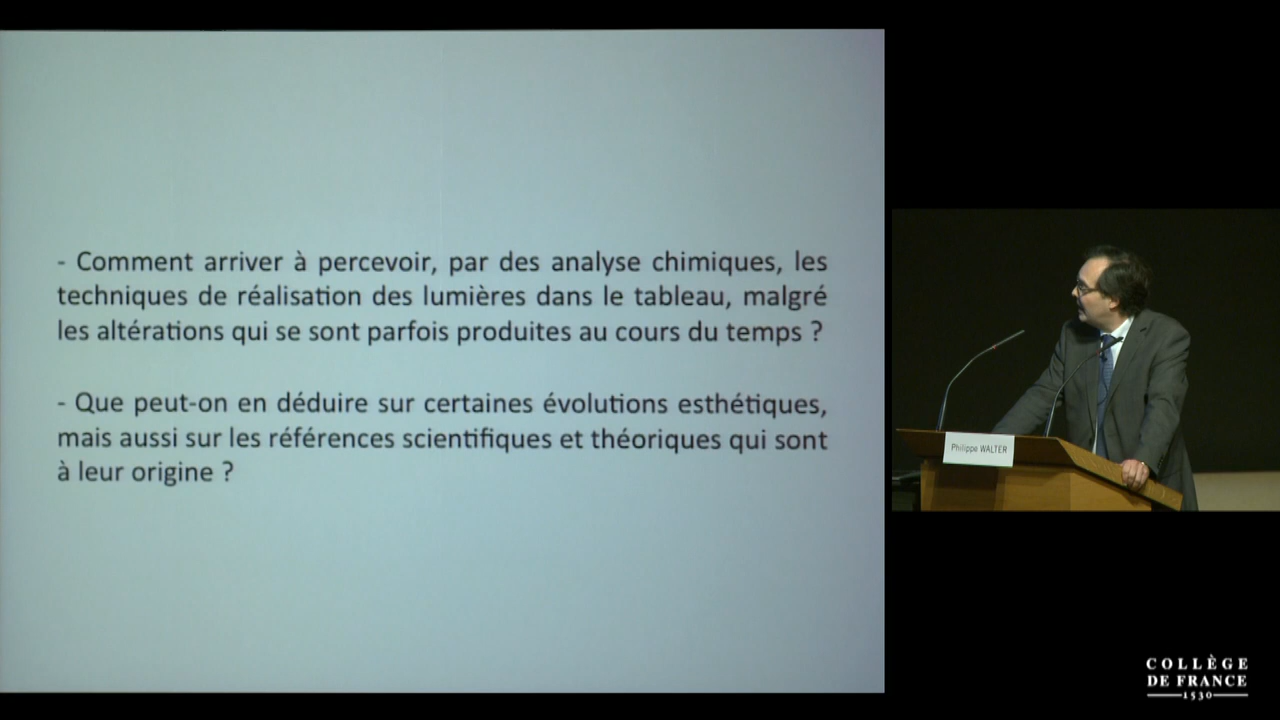 - Comment arriver à percevoir, par des analyse chimiques, les
techniques de réalisation des lumières dans le tableau, malgré
les altérations qui se sont parfois produites au cours du temps ?
- Que peut-on en déduire sur certaines évolutions esthétiques,
mais aussi sur les références scientifiques et théoriques qui sont
à leur origine ?
Philippe WALTER
COLLÈGE
DE FRANCE
1530